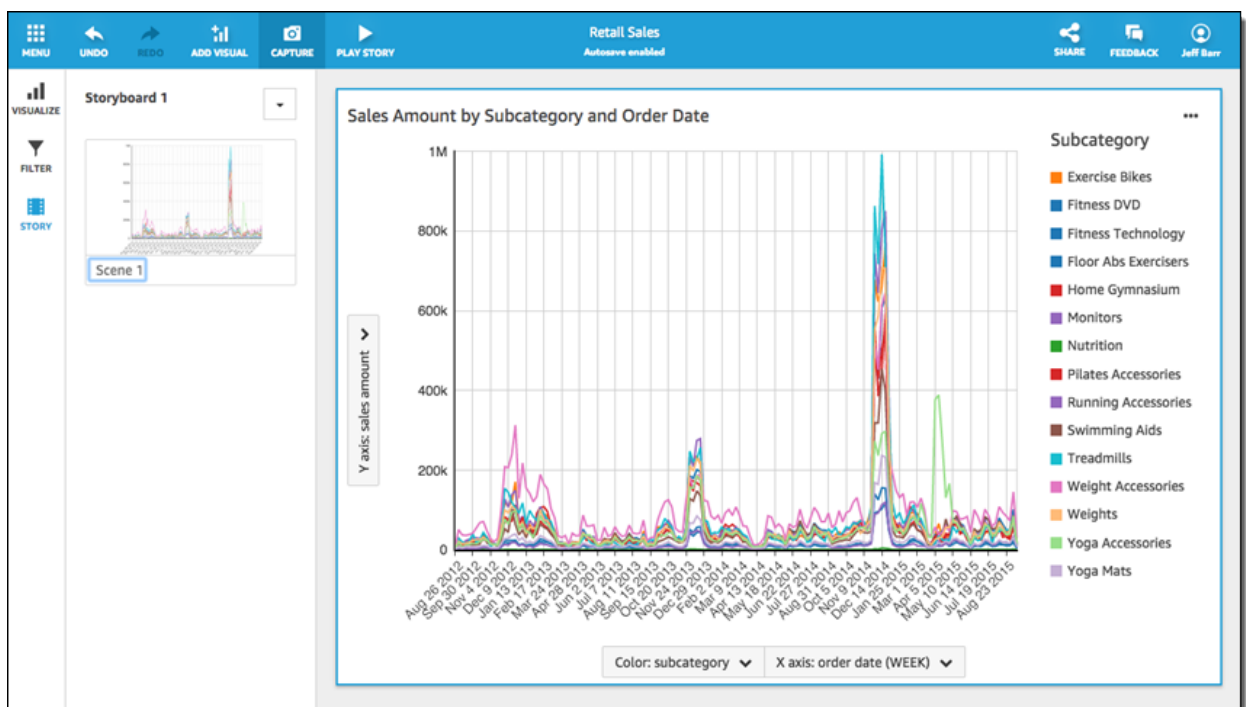 MENU
UNDO
REDO
ADD VISUAL
CAPTURE
PLAY STORY
Retail Sales
Autosave enabled
SHARE
FEEDBACK
Jeff Barr
VISUALIZE
FILTER
STORY
Storyboard 1
Scene 1
Sales Amount by Subcategory and Order Date
Y axis: sales amount
1M
800k
600k
400k
200k
0
Aug 26 2012
Sep 30 2012
Nov 4 2012
Dec 9 2012
Jan 13 2013
Feb 17 2013
Mar 24 2013
Apr 28 2013
Jun 2 2013
Jul 7 2013
Aug 11 2013
Sep 15 2013
Oct 20 2013
Nov 24 2013
Dec 29 2013
Feb 2 2014
Mar 9 2014
Apr 13 2014
May 18 2014
Jun 22 2014
Jul 27 2014
Aug 31 2014
Oct 5 2014
Nov 9 2014
Dec 14 2014
Jan 25 2015
Mar 1 2015
Apr 5 2015
May 10 2015
Jun 14 2015
Jul 19 2015
Aug 23 2015
Color: subcategory
X axis: order date (WEEK)
Subcategory
Exercise Bikes
Fitness DVD
Fitness Technology
Floor Abs Exercisers
Home Gymnasium
Monitors
Nutrition
Pilates Accessories
Running Accessories
Swimming Aids
Treadmills
Weight Accessories
Weights
Yoga Accessories
Yoga Mats